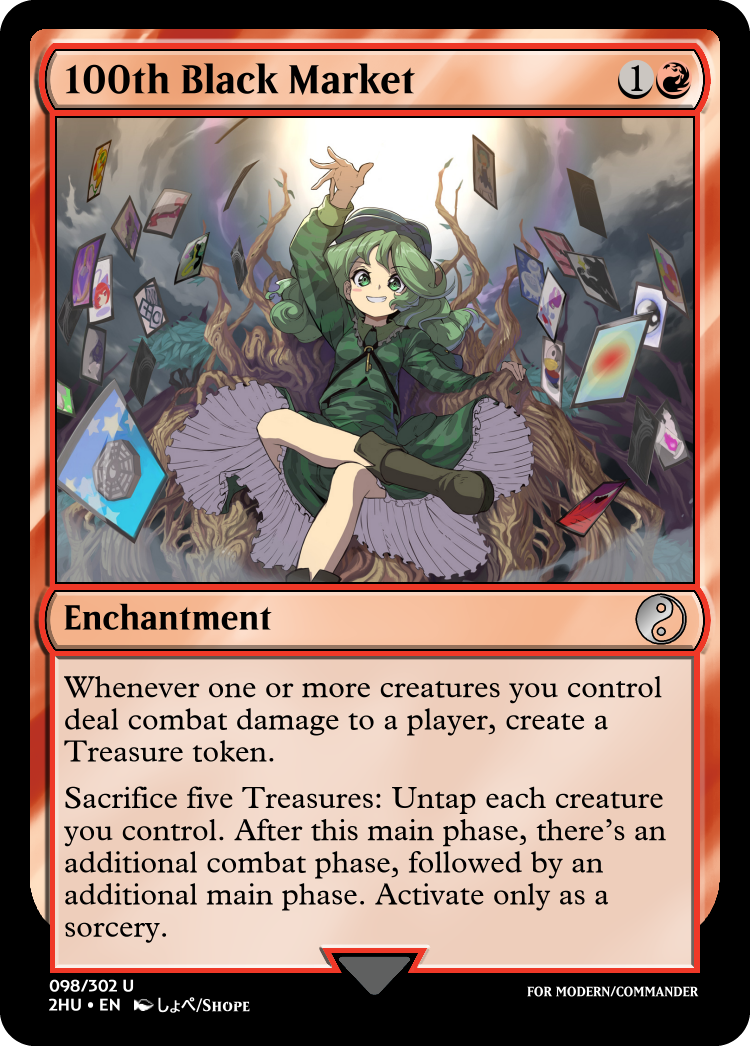 100th Black Market
1
Enchantment
Whenever one or more creatures you control
deal combat damage to a player, create a
Treasure token.
Sacrifice five Treasures: Untap each creature
you control. After this main phase, there's an
additional combat phase, followed by an
additional main phase. Activate only as a
sorcery.
098/302 U
2HU • EN しょぺ/Shope
FOR MODERN/COMMANDER